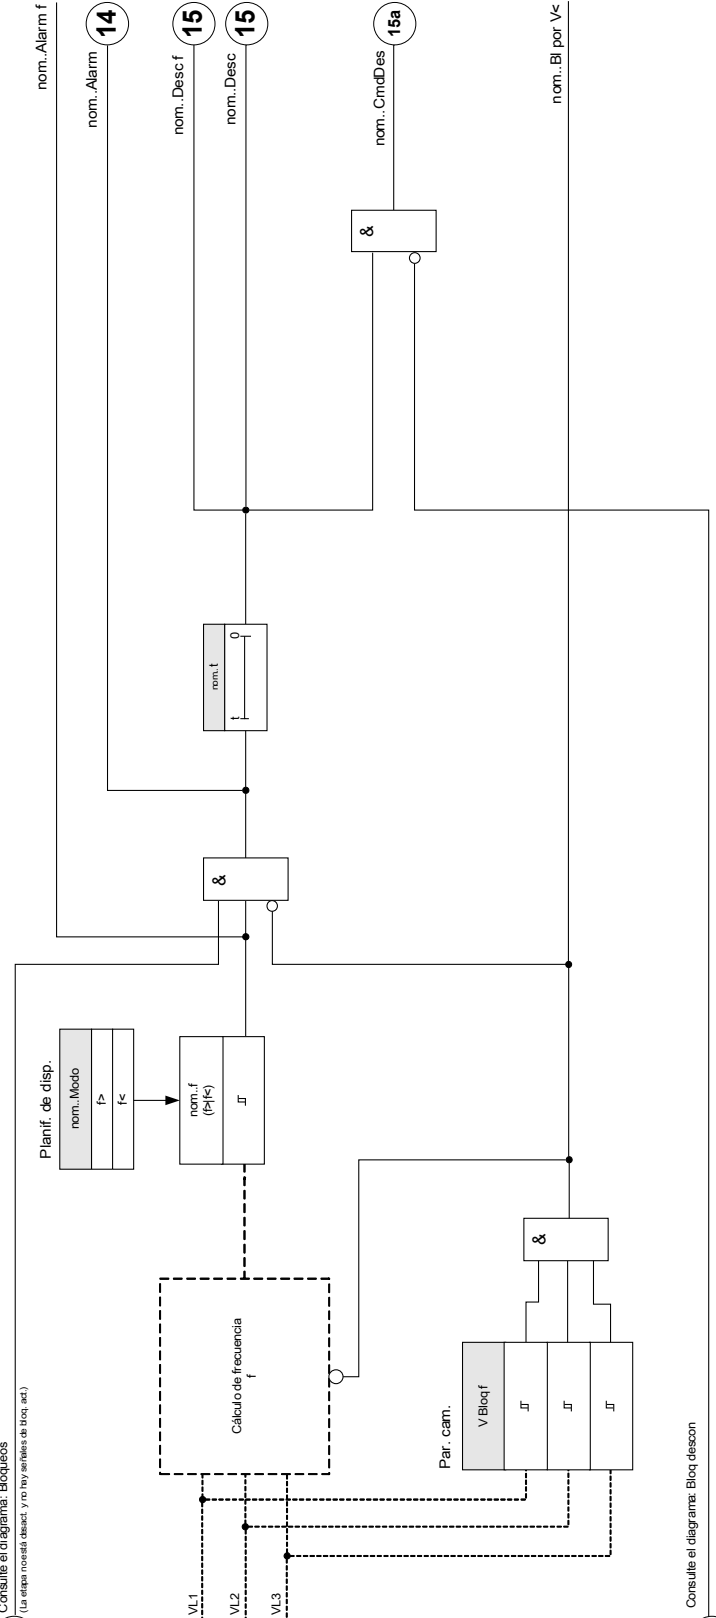 nom..Alarm f
14
nom..Alarm
15
nom..Desc f
15
nom..Desc
15a
nom..CmdDes
nom..Bl por V<
&
nom..t
t
0
&
Planif. de disp.
nom..Modo
f>
f<
nom..f
(f>|f<)
Cálculo de frecuencia
f
&
Par. cam.
V Bloq f
VL1
VL2
VL3
Consulte el diagrama: Bloqueos
(La etapa no está desact. y no hay señales de bloq. act.)
Consulte el diagrama: Bloq descon